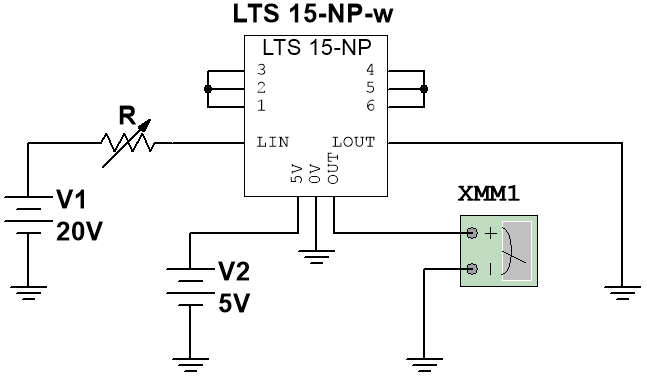 LTS 15-NP-w
LTS 15-NP
3 4
2 5
1 6
R
LIN LOUT
5V 0V OUT
V1
20V
XMM1
+
−
V2
5V